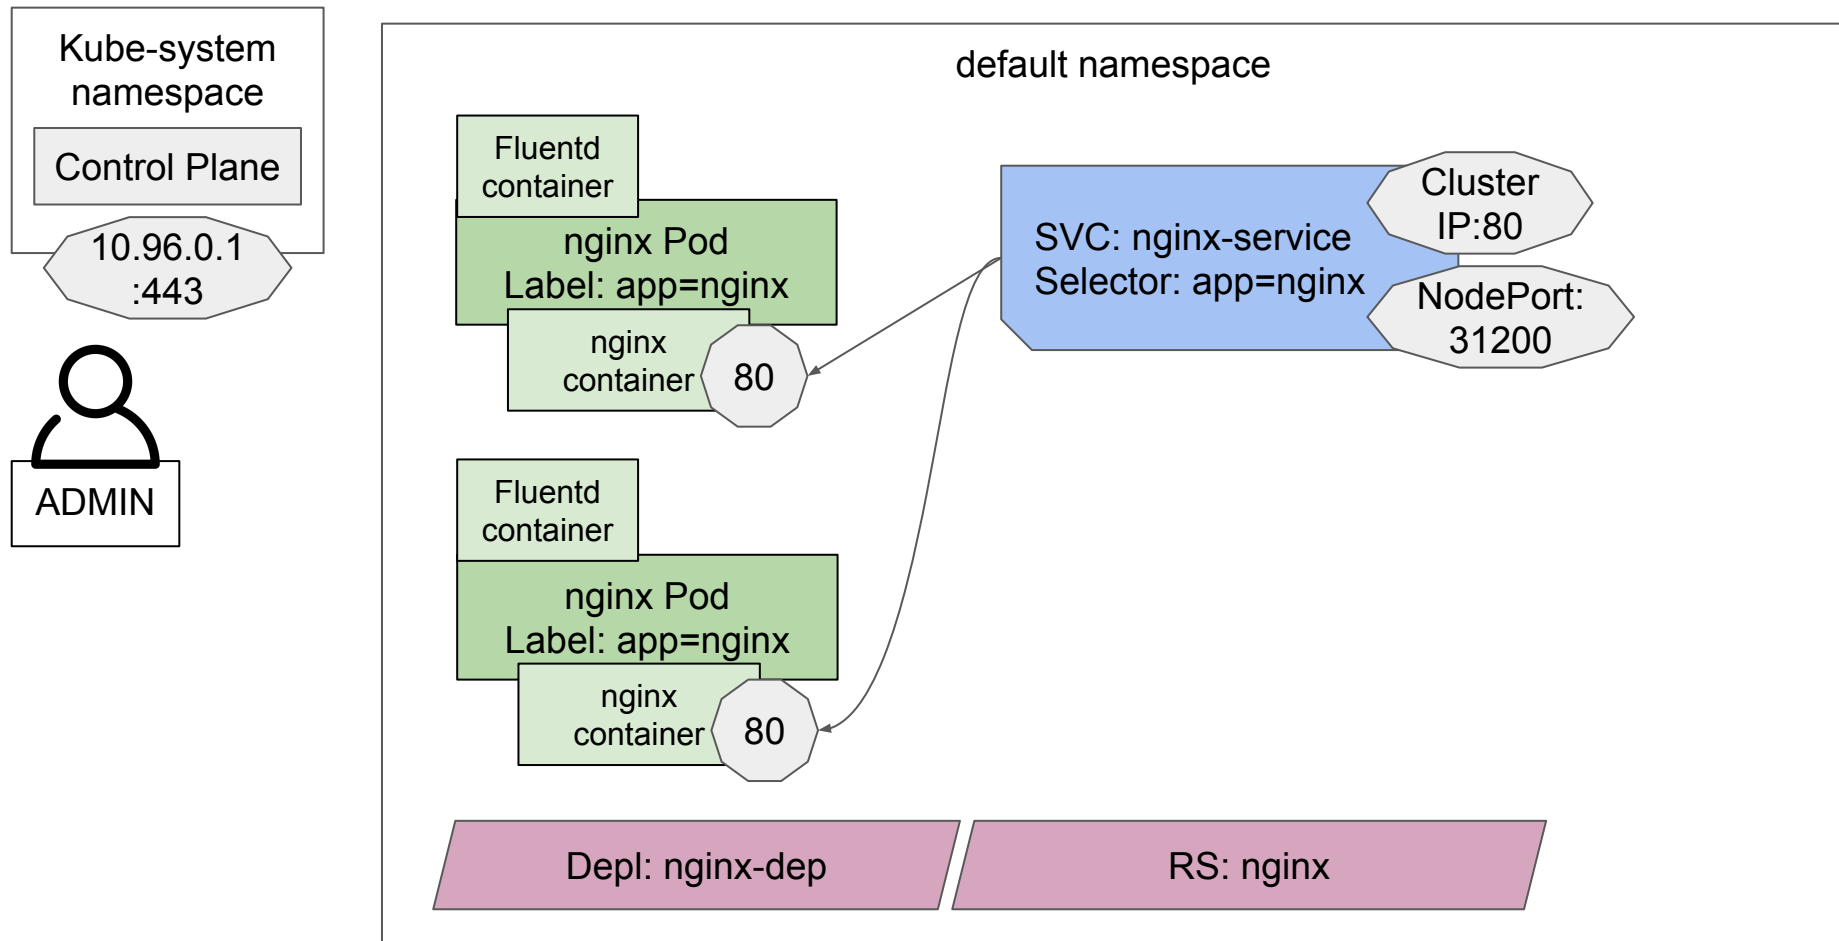 Kube-system
namespace
Control Plane
10.96.0.1
:443
ADMIN
default namespace
Fluentd
container
nginx Pod
Label: app=nginx
nginx
container
80
Fluentd
container
nginx Pod
Label: app=nginx
nginx
container
80
SVC: nginx-service
Selector: app=nginx
Cluster
IP:80
NodePort:
31200
Depl: nginx-dep
RS: nginx